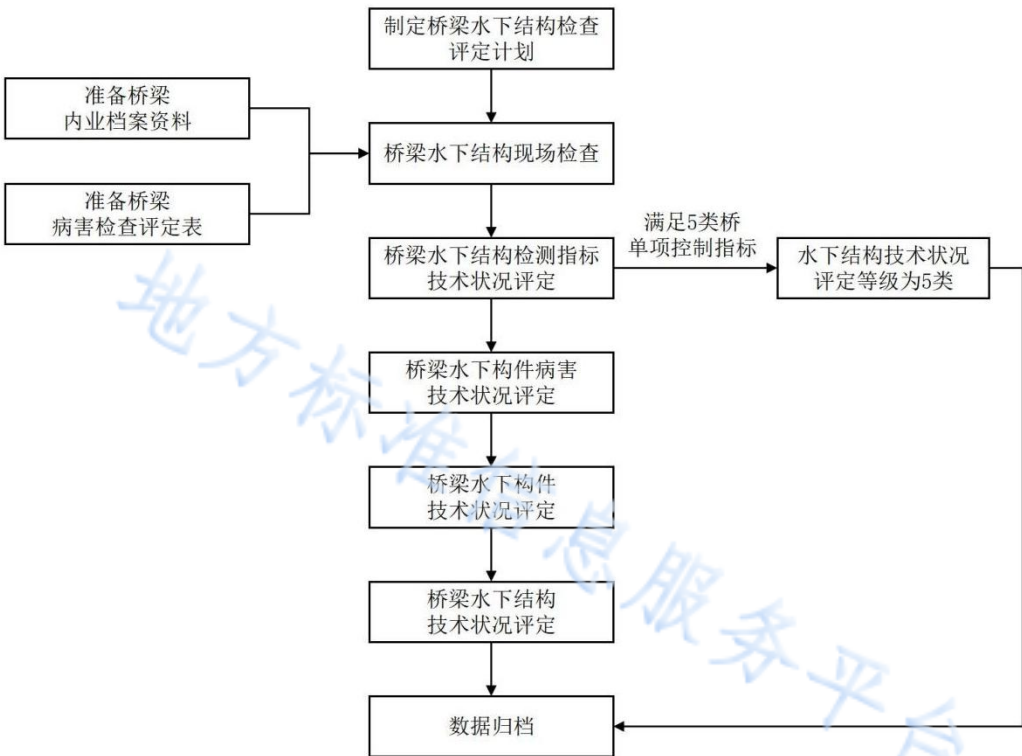 制定桥梁水下结构检查
评定计划
准备桥梁
内业档案资料
桥梁水下结构现场检查
准备桥梁
病害检查评定表
桥梁水下结构检测指标
技术状况评定
满足5类桥
单项控制指标
水下结构技术状况
评定等级为5类
桥梁水下构件病害
技术状况评定
桥梁水下构件
技术状况评定
桥梁水下结构
技术状况评定
数据归档
地方标准信息服务平台